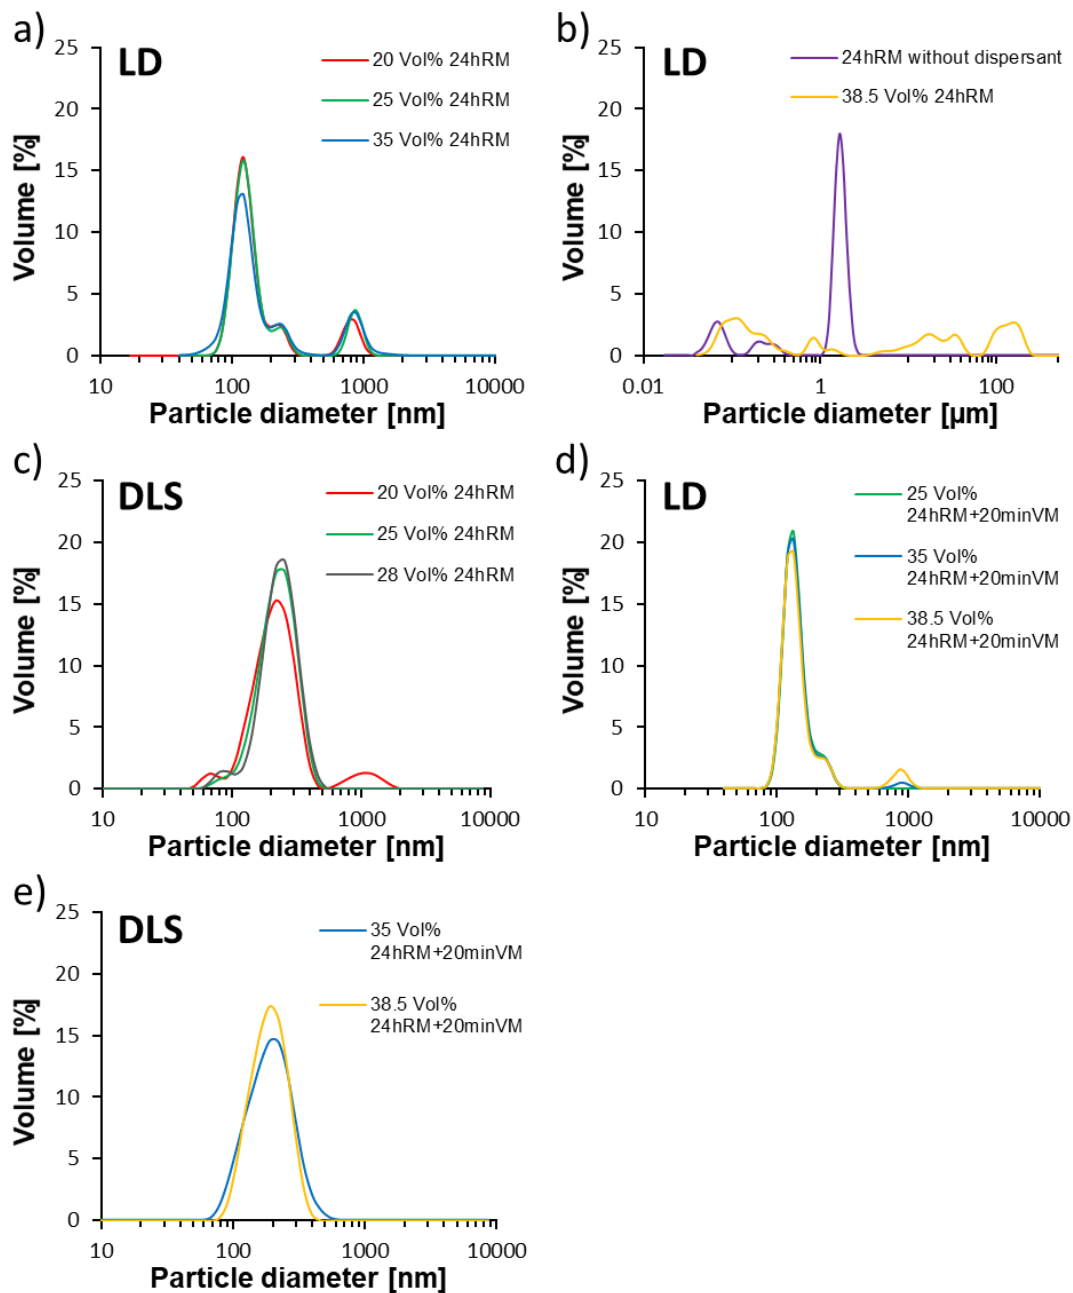 a)
LD
20 Vol% 24hRM
25 Vol% 24hRM
35 Vol% 24hRM
Volume [%]
25
20
15
10
5
0
10
100
1000
10000
Particle diameter [nm]
b)
LD
24hRM without dispersant
38.5 Vol% 24hRM
Volume [%]
25
20
15
10
5
0
0.01
1
100
Particle diameter [µm]
c)
DLS
20 Vol% 24hRM
25 Vol% 24hRM
28 Vol% 24hRM
Volume [%]
25
20
15
10
5
0
10
100
1000
10000
Particle diameter [nm]
d)
LD
25 Vol%
24hRM+20minVM
35 Vol%
24hRM+20minVM
38.5 Vol%
24hRM+20minVM
Volume [%]
25
20
15
10
5
0
10
100
1000
10000
Particle diameter [nm]
e)
DLS
35 Vol%
24hRM+20minVM
38.5 Vol%
24hRM+20minVM
Volume [%]
25
20
15
10
5
0
10
100
1000
10000
Particle diameter [nm]